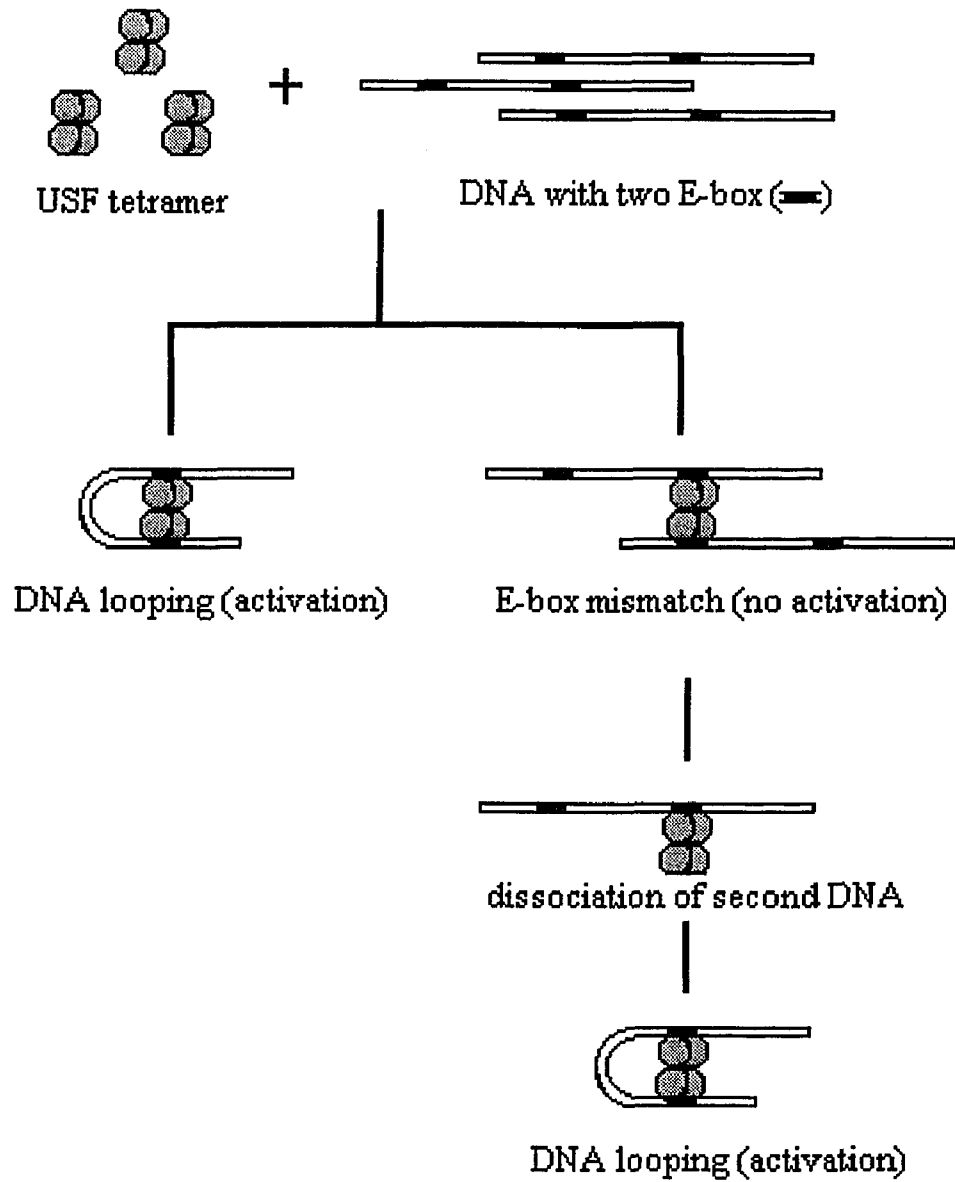 +
USF tetramer
DNA with two E-box ( )
DNA looping (activation)
E-box mismatch (no activation)
dissociation of second DNA
DNA looping (activation)